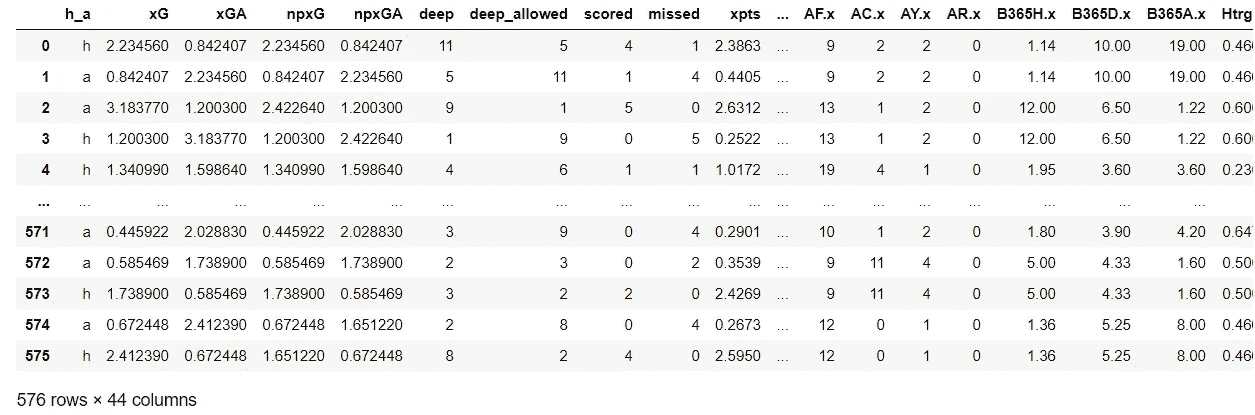 h_a xG xGA npxG npxGA deep deep_allowed scored missed xpts ... AF.x AC.x AY.x AR.x B365H.x B365D.x B365A.x Htrg
0 h 2.234560 0.842407 2.234560 0.842407 11 5 4 1 2.3863 ... 9 2 2 0 1.14 10.00 19.00 0.46
1 a 0.842407 2.234560 0.842407 2.234560 5 11 1 4 0.4405 ... 9 2 2 0 1.14 10.00 19.00 0.46
2 a 3.183770 1.200300 2.422640 1.200300 9 1 5 0 2.6312 ... 13 1 2 0 12.00 6.50 1.22 0.60
3 h 1.200300 3.183770 1.200300 2.422640 1 9 0 5 0.2522 ... 13 1 2 0 12.00 6.50 1.22 0.60
4 h 1.340990 1.598640 1.340990 1.598640 4 6 1 1 1.0172 ... 19 4 1 0 1.95 3.60 3.60 0.23
... ... ... ... ... ... ... ... ... ... ... ... ... ... ... ... ... ... ...
571 a 0.445922 2.028830 0.445922 2.028830 3 9 0 4 0.2901 ... 10 1 2 0 1.80 3.90 4.20 0.64
572 a 0.585469 1.738900 0.585469 1.738900 2 3 0 2 0.3539 ... 9 11 4 0 5.00 4.33 1.60 0.50
573 h 1.738900 0.585469 1.738900 0.585469 3 2 2 0 2.4269 ... 9 11 4 0 5.00 4.33 1.60 0.50
574 a 0.672448 2.412390 0.672448 1.651220 2 8 0 4 0.2673 ... 12 0 1 0 1.36 5.25 8.00 0.46
575 h 2.412390 0.672448 1.651220 0.672448 8 2 4 0 2.5950 ... 12 0 1 0 1.36 5.25 8.00 0.46
576 rows × 44 columns